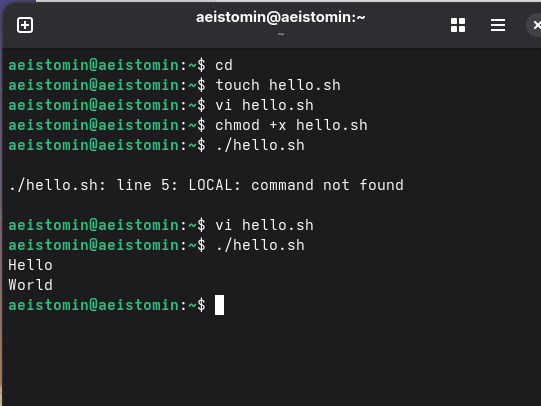 aeistomin@aeistomin:~
~
aeistomin@aeistomin:~$ cd
aeistomin@aeistomin:~$ touch hello.sh
aeistomin@aeistomin:~$ vi hello.sh
aeistomin@aeistomin:~$ chmod +x hello.sh
aeistomin@aeistomin:~$ ./hello.sh
./hello.sh: line 5: LOCAL: command not found
aeistomin@aeistomin:~$ vi hello.sh
aeistomin@aeistomin:~$ ./hello.sh
Hello
World
aeistomin@aeistomin:~$